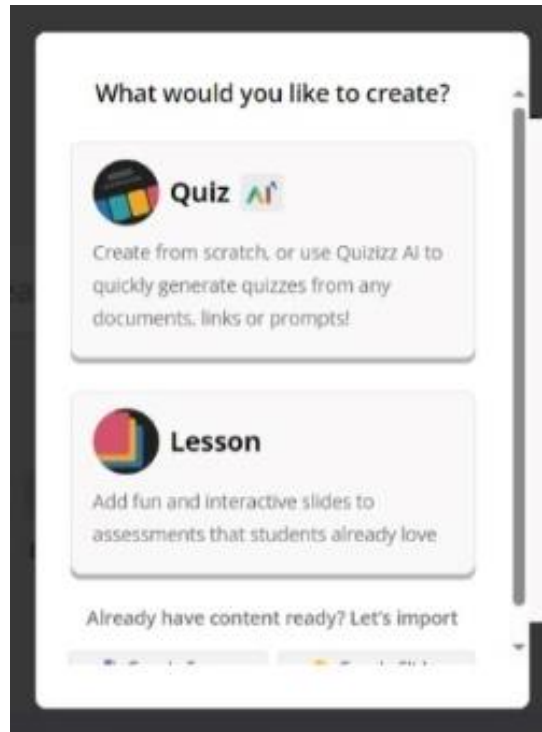 What would you like to create?
Quiz AI
Create from scratch, or use Quizizz AI to
quickly generate quizzes from any
documents, links or prompts!
Lesson
Add fun and interactive slides to
assessments that students already love
Already have content ready? Let's import